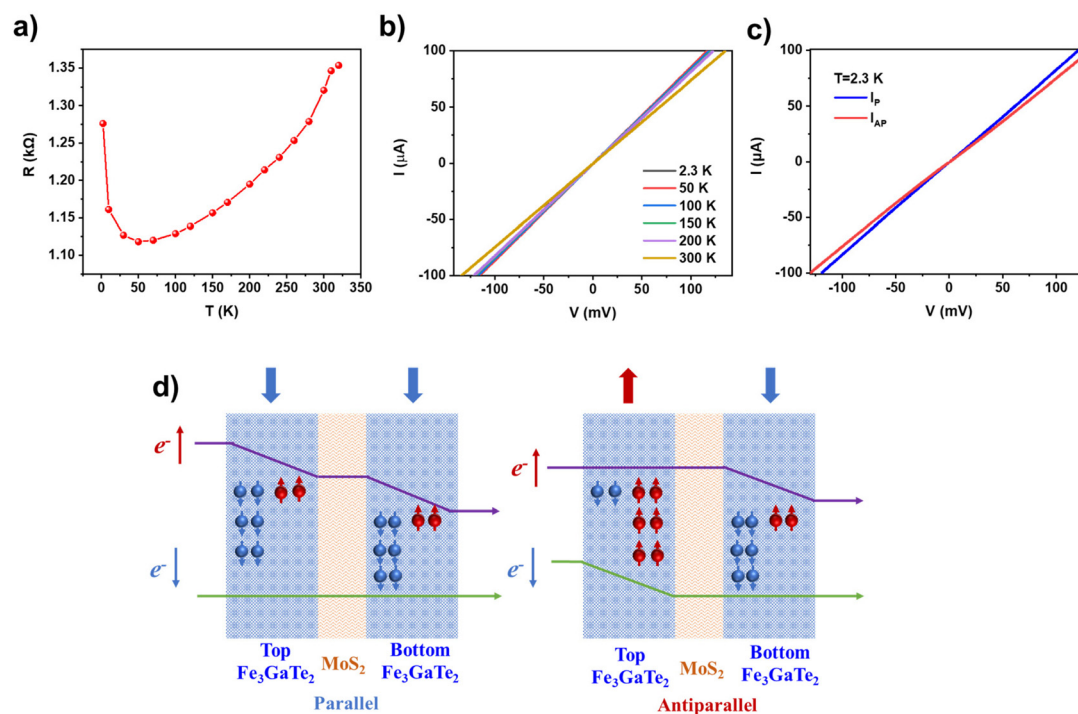 a)
R (kΩ)
1.35
1.30
1.25
1.20
1.15
1.10
0 50 100 150 200 250 300 350
T (K)
b)
I (μA)
100
50
0
-50
-100
2.3 K
50 K
100 K
150 K
200 K
300 K
-100 -50 0 50 100
V (mV)
c)
I (μA)
100
50
0
-50
-100
T=2.3 K
I_P
I_AP
-100 -50 0 50 100
V (mV)
d)
e-
e-
e-
e-
Top
Fe3GaTe2
MoS2
Bottom
Fe3GaTe2
Parallel
Top
Fe3GaTe2
MoS2
Bottom
Fe3GaTe2
Antiparallel